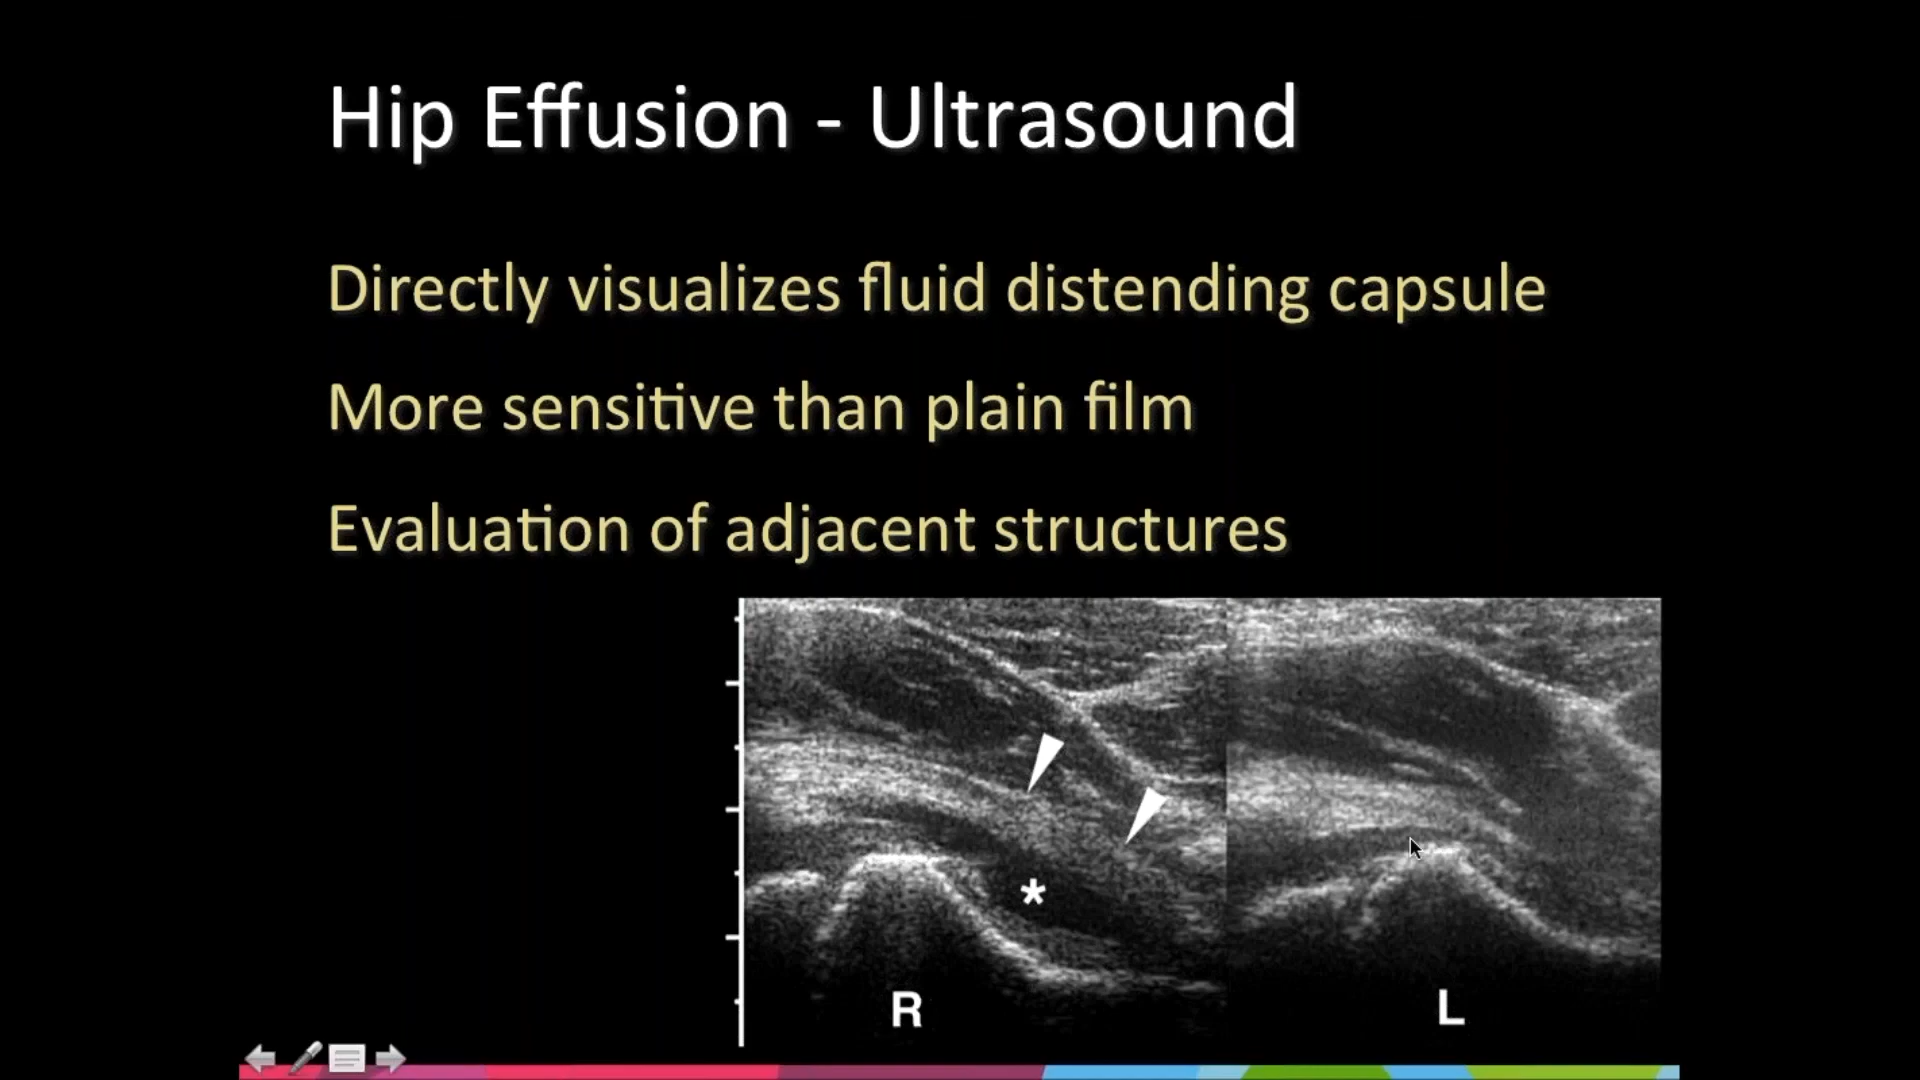 Hip Effusion - Ultrasound
Directly visualizes fluid distending capsule
More sensitive than plain film
Evaluation of adjacent structures
*
R
L